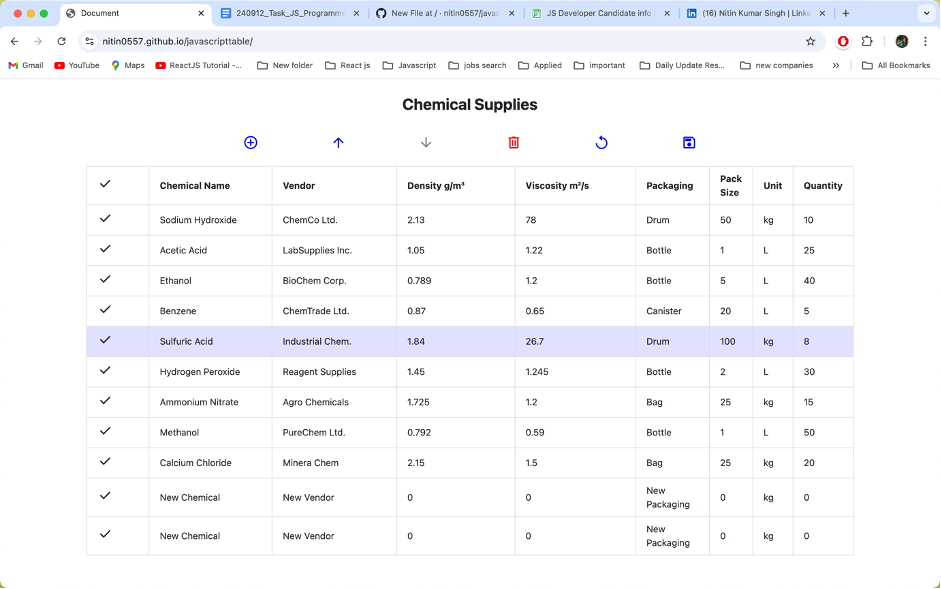 Document
240912_Task_JS_Programme
New File at / · nitin0557/javas
JS Developer Candidate info
(16) Nitin Kumar Singh | Linke
nitin0557.github.io/javascripttable/
Gmail YouTube Maps ReactJS Tutorial -... New folder React js Javascript jobs search Applied important Daily Update Res... new companies » All Bookmarks
Chemical Supplies
Chemical Name Vendor Density g/m³ Viscosity m²/s Packaging Pack Size Unit Quantity
Sodium Hydroxide ChemCo Ltd. 2.13 78 Drum 50 kg 10
Acetic Acid LabSupplies Inc. 1.05 1.22 Bottle 1 L 25
Ethanol BioChem Corp. 0.789 1.2 Bottle 5 L 40
Benzene ChemTrade Ltd. 0.87 0.65 Canister 20 L 5
Sulfuric Acid Industrial Chem. 1.84 26.7 Drum 100 kg 8
Hydrogen Peroxide Reagent Supplies 1.45 1.245 Bottle 2 L 30
Ammonium Nitrate Agro Chemicals 1.725 1.2 Bag 25 kg 15
Methanol PureChem Ltd. 0.792 0.59 Bottle 1 L 50
Calcium Chloride Minera Chem 2.15 1.5 Bag 25 kg 20
New Chemical New Vendor 0 0 New Packaging 0 kg 0
New Chemical New Vendor 0 0 New Packaging 0 kg 0